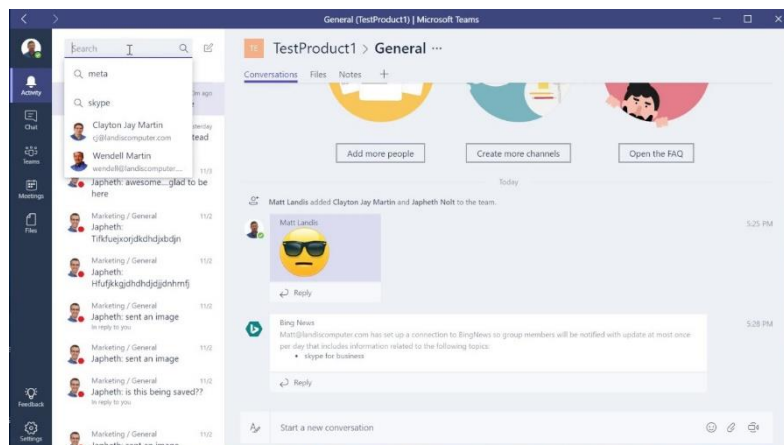 General (TestProduct1) | Microsoft Teams
Search
meta
skype
Clayton Jay Martin
cj@landiscomputer.com
Wendell Martin
wendell@landiscomputer....
Activity
Chat
Teams
Meetings
Files
Feedback
Settings
m ago
tead
11/3
Japheth: awesome....glad to be
here
Marketing / General 11/2
Japheth:
Tifkfuejxorjdkdhdjxbdjn
Marketing / General 11/2
Japheth:
Hfufjkkgjdhdhdjdjjdnhmfj
Marketing / General 11/2
Japheth: sent an image
In reply to you
Marketing / General 11/2
Japheth: sent an image
Marketing / General 11/2
Japheth: is this being saved??
In reply to you
Marketing / General 11/2
Japheth: sent an image
TE TestProduct1 > General ...
Conversations Files Notes +
Add more people Create more channels Open the FAQ
Today
Matt Landis added Clayton Jay Martin and Japheth Nolt to the team.
Matt Landis 5:25 PM
Reply
Bing News 5:28 PM
Matt@landiscomputer.com has set up a connection to BingNews so group members will be notified with update at most once
per day that includes information related to the following topics:
• skype for business
Reply
Start a new conversation